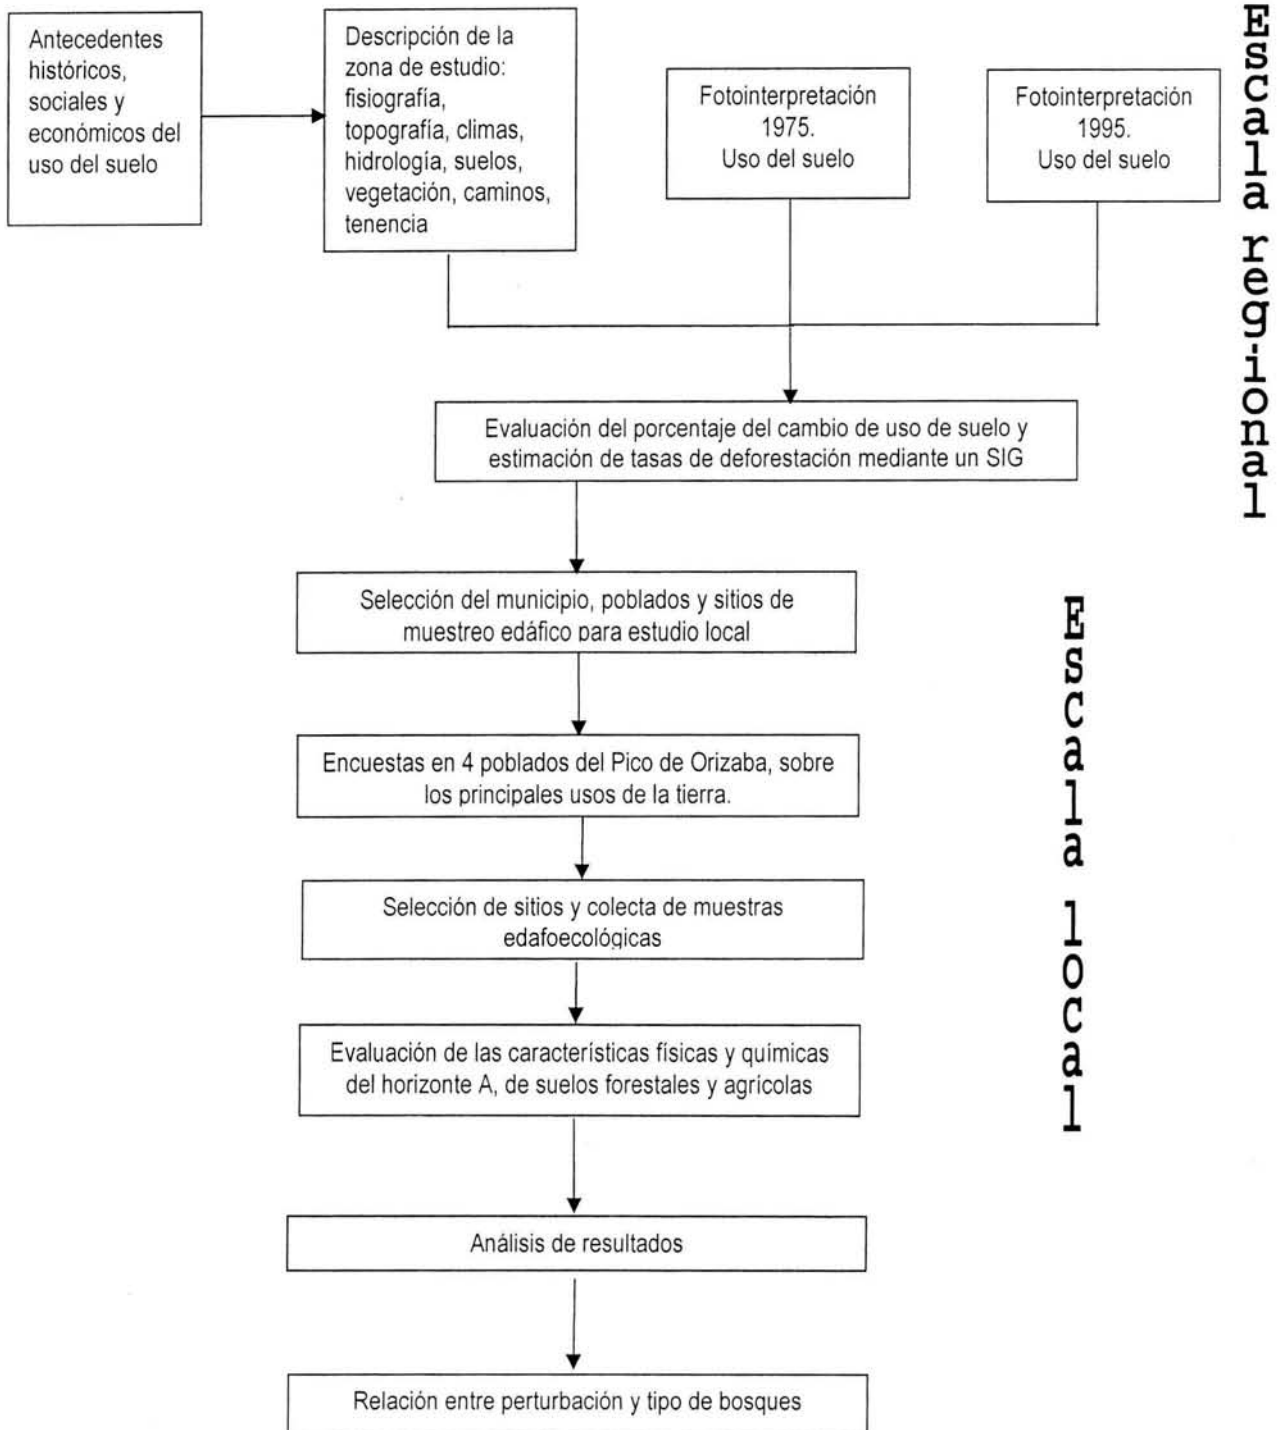 Antecedentes
históricos,
sociales y
económicos del
uso del suelo
Descripción de la
zona de estudio:
fisiografía,
topografía, climas,
hidrología, suelos,
vegetación, caminos,
tenencia
Fotointerpretación
1975.
Uso del suelo
Fotointerpretación
1995.
Uso del suelo
Escala regional
Evaluación del porcentaje del cambio de uso de suelo y
estimación de tasas de deforestación mediante un SIG
Selección del municipio, poblados y sitios de
muestreo edáfico para estudio local
Escala local
Encuestas en 4 poblados del Pico de Orizaba, sobre
los principales usos de la tierra.
Selección de sitios y colecta de muestras
edafoecológicas
Evaluación de las características físicas y químicas
del horizonte A, de suelos forestales y agrícolas
Análisis de resultados
Relación entre perturbación y tipo de bosques